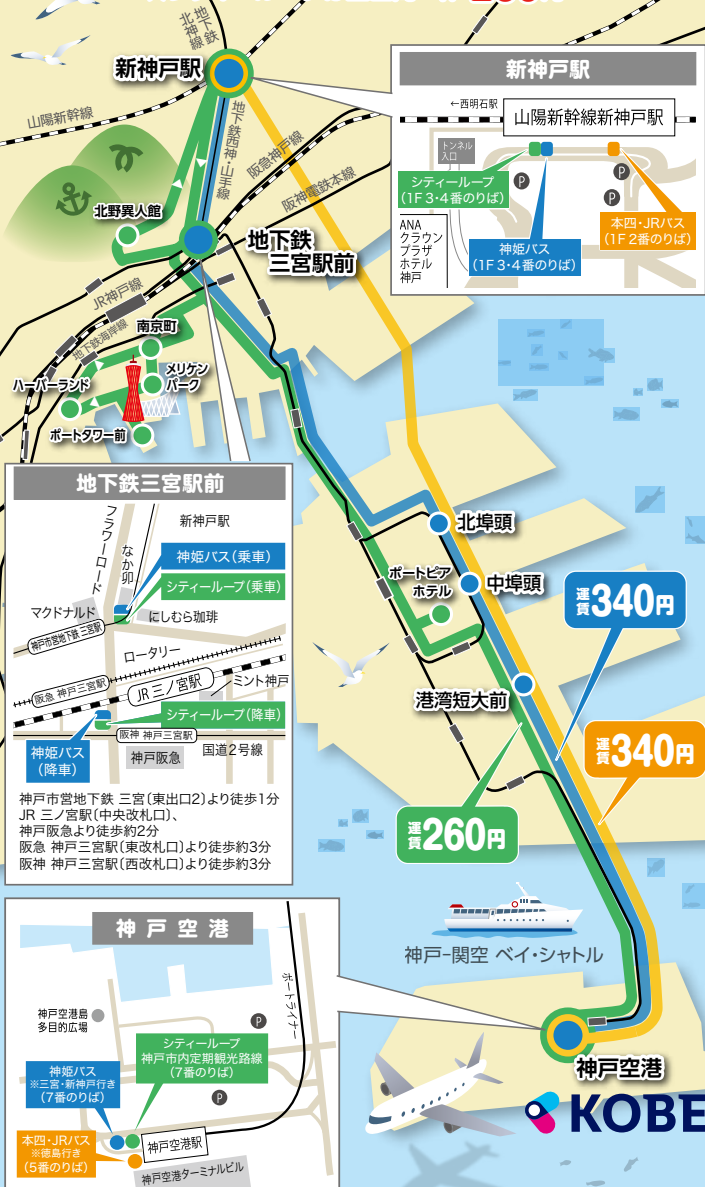 地下鉄
北神線
新神戸駅
山陽新幹線
地下鉄西神・山手線
阪急神戸線
阪神電鉄本線
北野異人館
地下鉄
三宮駅前
JR神戸線
地下鉄海岸線
南京町
メリケン
パーク
ハーバーランド
ポートタワー前
新神戸駅
←西明石駅
山陽新幹線新神戸駅
トンネル
入口
P
P
P
シティーループ
(1F3・4番のりば)
神姫バス
(1F3・4番のりば)
本四・JRバス
(1F2番のりば)
ANA
クラウン
プラザ
ホテル
神戸
地下鉄三宮駅前
フラワーロード
なか卯
新神戸駅
神姫バス(乗車)
シティーループ(乗車)
マクドナルド
にしむら珈琲
神戸市営地下鉄 三宮駅
ロータリー
阪急 神戸三宮駅
JR 三ノ宮駅
ミント神戸
シティーループ(降車)
阪神 神戸三宮駅
神姫バス
(降車)
神戸阪急
国道2号線
神戸市営地下鉄 三宮〔東出口2〕より徒歩1分
JR 三ノ宮駅〔中央改札口〕、
神戸阪急より徒歩約2分
阪急 神戸三宮駅〔東改札口〕より徒歩約3分
阪神 神戸三宮駅〔西改札口〕より徒歩約3分
北埠頭
ポートピア
ホテル
中埠頭
港湾短大前
運賃340円
運賃340円
運賃260円
神戸-関空 ベイ・シャトル
神戸空港
KOBE
神戸空港
ポートライナー
神戸空港島
多目的広場
P
P
シティーループ
神戸市内定期観光路線
(7番のりば)
神姫バス
※三宮・新神戸行き
(7番のりば)
本四・JRバス
※徳島行き
(5番のりば)
神戸空港駅
神戸空港ターミナルビル